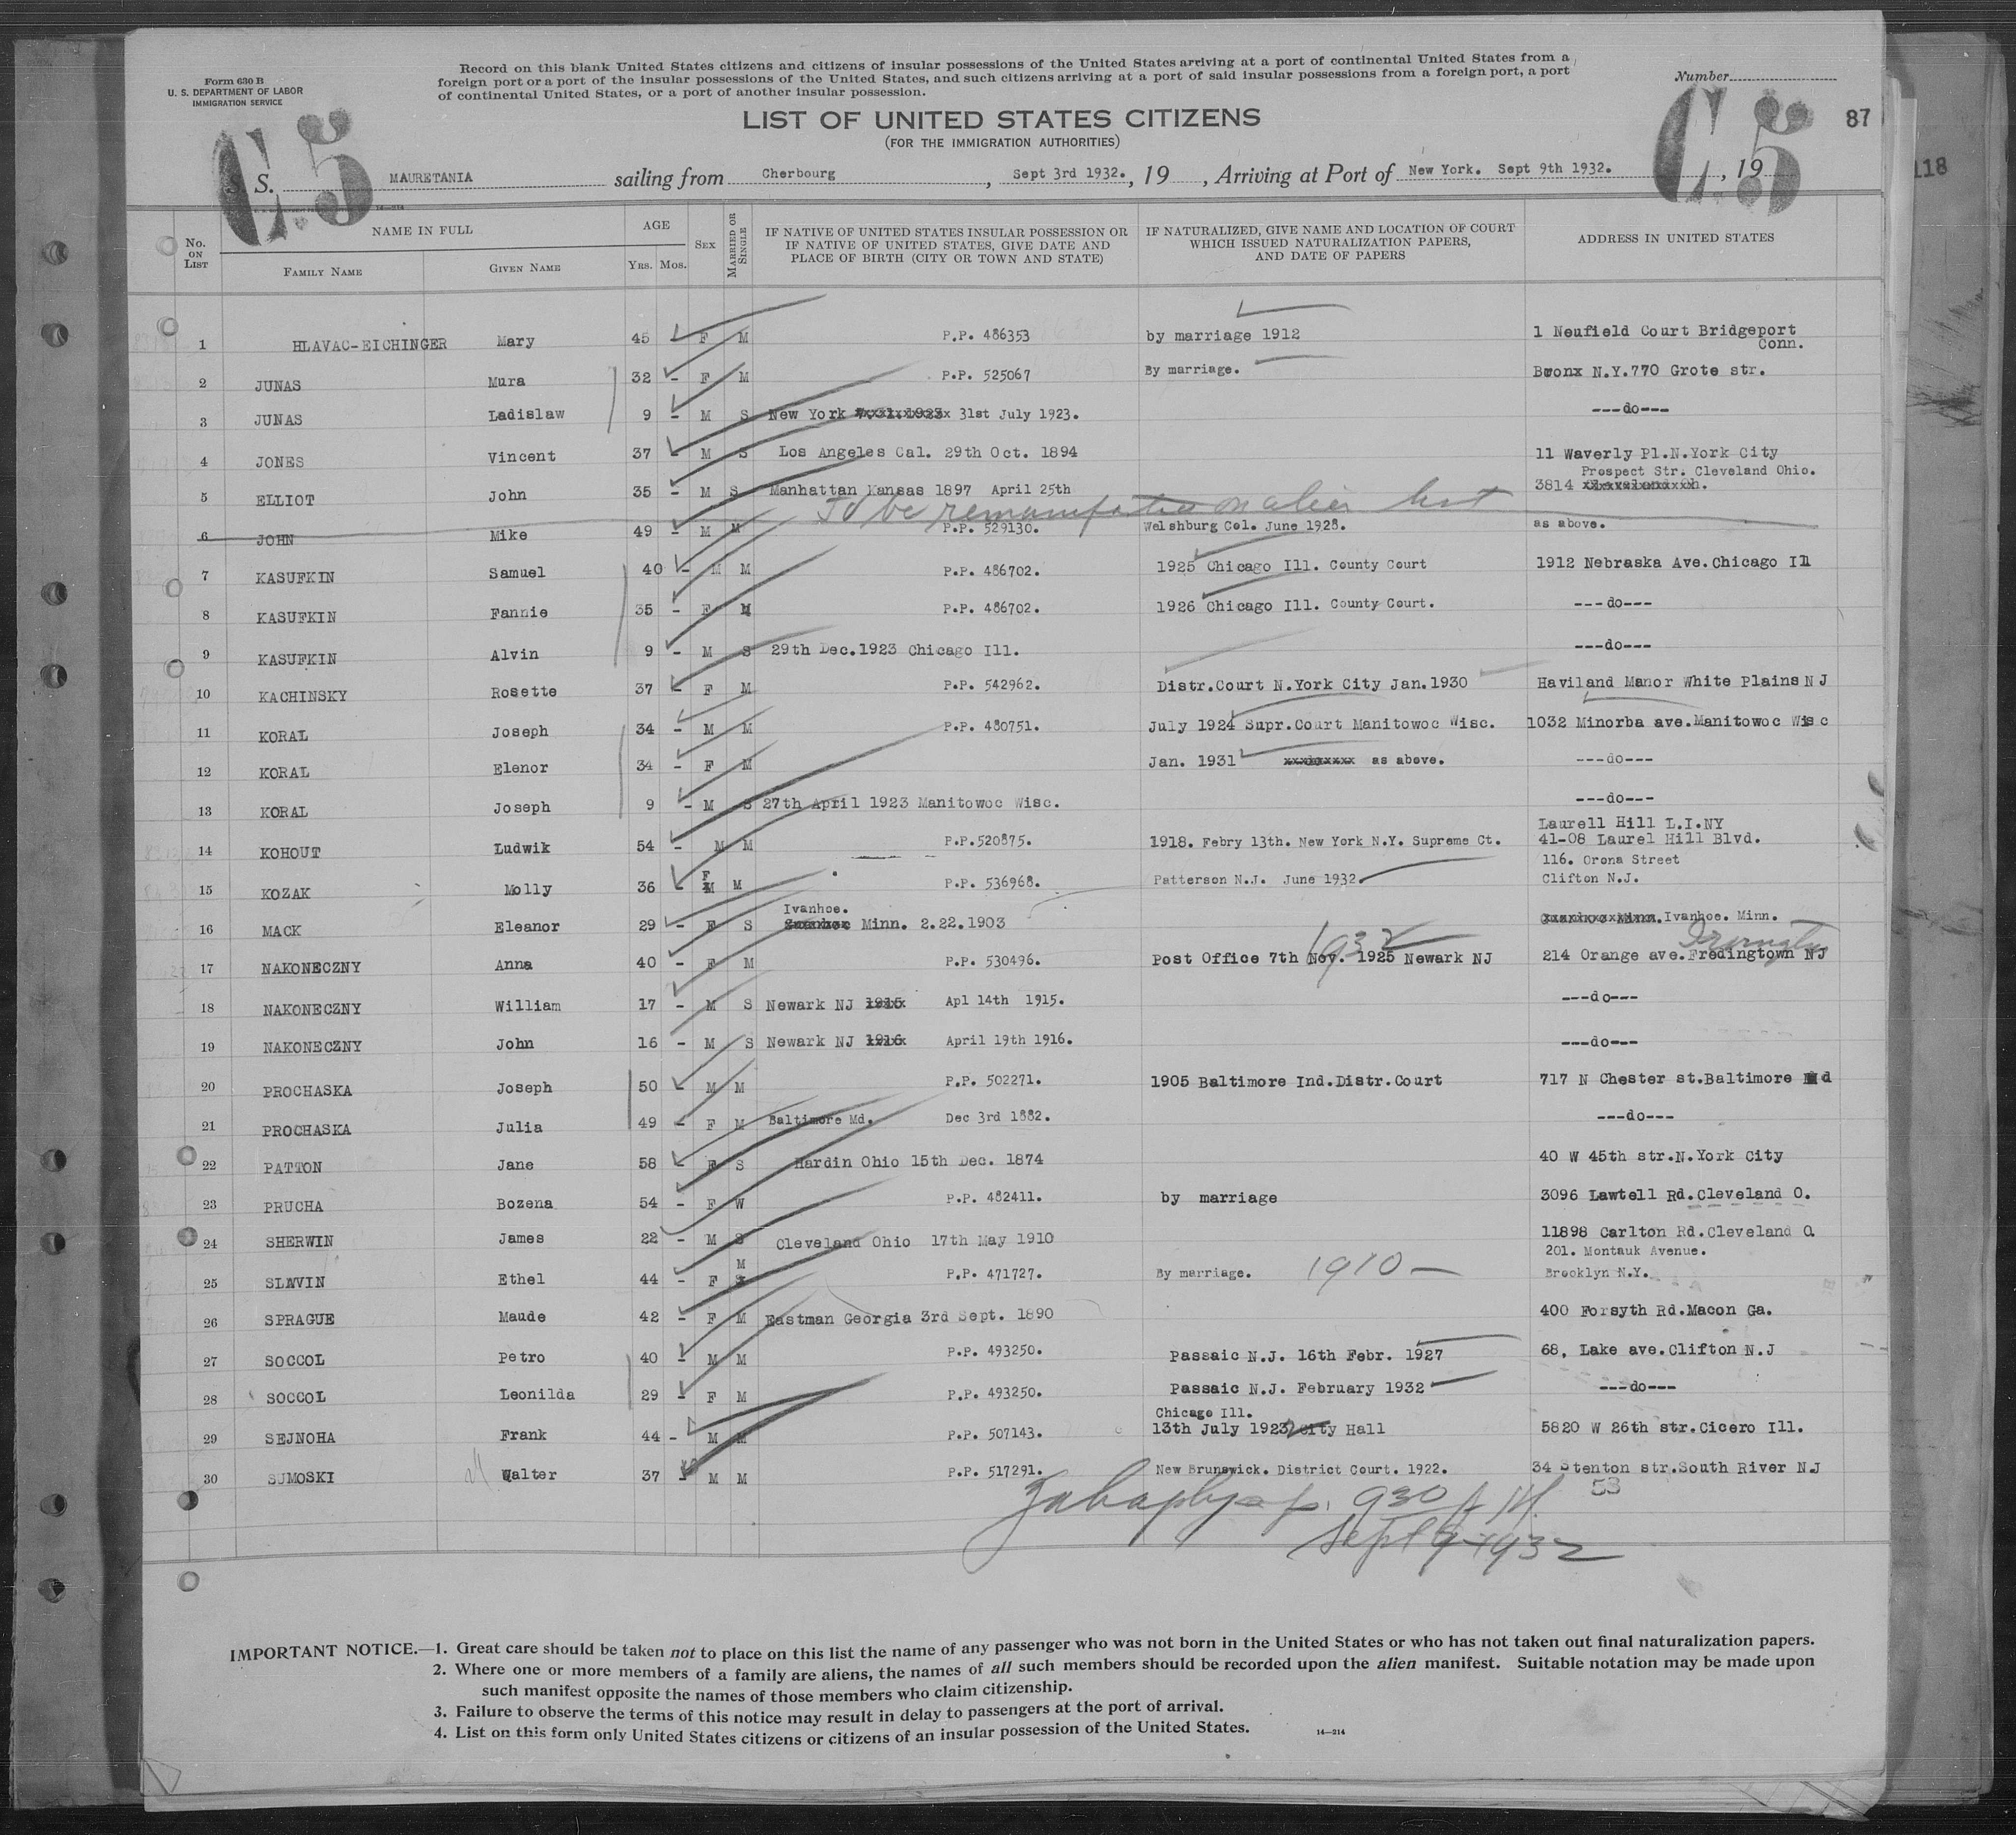 Form 630 B
U. S. DEPARTMENT OF LABOR
IMMIGRATION SERVICE
Record on this blank United States citizens and citizens of insular possessions of the United States arriving at a port of continental United States from a
foreign port or a port of the insular possessions of the United States, and such citizens arriving at a port of said insular possessions from a foreign port, a port
of continental United States, or a port of another insular possession.
Number
C5
C5
87
118
LIST OF UNITED STATES CITIZENS
(FOR THE IMMIGRATION AUTHORITIES)
S. S. MAURETANIA sailing from Cherbourg, Sept 3rd 1932., 19 , Arriving at Port of New York. Sept 9th 1932. , 19
No. ON LIST NAME IN FULL AGE SEX MARRIED OR SINGLE IF NATIVE OF UNITED STATES INSULAR POSSESSION OR IF NATIVE OF UNITED STATES, GIVE DATE AND PLACE OF BIRTH (CITY OR TOWN AND STATE) IF NATURALIZED, GIVE NAME AND LOCATION OF COURT WHICH ISSUED NATURALIZATION PAPERS, AND DATE OF PAPERS ADDRESS IN UNITED STATES
FAMILY NAME GIVEN NAME YRS. MOS.
1 HLAVAC-EICHINGER Mary 45 F M P.P. 486353 by marriage 1912 1 Neufield Court Bridgeport Conn.
2 JUNAS Mura 32 - F M P.P. 525067 By marriage. Bronx N.Y.770 Grote str.
3 JUNAS Ladislaw 9 - M S New York 31st July 1923. ---do---
4 JONES Vincent 37 - M S Los Angeles Cal. 29th Oct. 1894 11 Waverly Pl.N.York City
5 ELLIOT John 35 - M S Manhattan Kansas 1897 April 25th Prospect Str. Cleveland Ohio. 3814
To be remanifested on alien list
6 JOHN Mike 49 - M M P.P. 529130. Welshburg Col. June 1928. as above.
7 KASUFKIN Samuel 40 - M M P.P. 486702. 1925 Chicago Ill. County Court 1912 Nebraska Ave.Chicago Ill
8 KASUFKIN Fannie 35 - F M P.P. 486702. 1926 Chicago Ill. County Court. ---do---
9 KASUFKIN Alvin 9 - M S 29th Dec.1923 Chicago Ill. ---do---
10 KACHINSKY Rosette 37 - F M P.P. 542962. Distr.Court N.York City Jan.1930 Haviland Manor White Plains N J
11 KORAL Joseph 34 - M M P.P. 480751. July 1924 Supr.Court Manitowoc Wisc. 1032 Minorba ave.Manitowoc Wisc
12 KORAL Elenor 34 - F M Jan. 1931 as above. ---do---
13 KORAL Joseph 9 - M S 27th April 1923 Manitowoc Wisc. ---do---
14 KOHOUT Ludwik 54 - M M P.P.520875. 1918. Febry 13th. New York N.Y. Supreme Ct. Laurell Hill L.I.NY 41-08 Laurel Hill Blvd.
15 KOZAK Molly 36 - F M P.P. 536968. Patterson N.J. June 1932. 116. Orona Street Clifton N.J.
16 MACK Eleanor 29 - F S Ivanhoe. Minn. 2.22.1903 Ivanhoe. Minn.
17 NAKONECZNY Anna 40 - F M P.P. 530496. Post Office 7th Nov. 1925 Newark NJ 1932 214 Orange ave.Fredingtown NJ Irvington
18 NAKONECZNY William 17 - M S Newark NJ 1915 Apl 14th 1915. ---do---
19 NAKONECZNY John 16 - M S Newark NJ 1916 April 19th 1916. ---do---
20 PROCHASKA Joseph 50 - M M P.P. 502271. 1905 Baltimore Ind.Distr.Court 717 N Chester st.Baltimore Md
21 PROCHASKA Julia 49 - F M Baltimore Md. Dec 3rd 1882. ---do---
22 PATTON Jane 58 - F S Hardin Ohio 15th Dec. 1874 40 W 45th str.N.York City
23 PRUCHA Bozena 54 - F W P.P. 482411. by marriage 3096 Lawtell Rd.Cleveland O.
24 SHERWIN James 22 - M S Cleveland Ohio 17th May 1910 11898 Carlton Rd.Cleveland O
25 SLAVIN Ethel 44 - F M P.P. 471727. By marriage. 1910 - 201. Montauk Avenue. Brooklyn N.Y.
26 SPRAGUE Maude 42 - F M Eastman Georgia 3rd Sept. 1890 400 Forsyth Rd.Macon Ga.
27 SOCCOL Petro 40 - M M P.P. 493250. Passaic N.J. 16th Febr. 1927 68, Lake ave.Clifton N.J
28 SOCCOL Leonilda 29 - F M P.P. 493250. Passaic N.J. February 1932 ---do---
29 SEJNOHA Frank 44 - M M P.P. 507143. Chicago Ill. 13th July 1923 City Hall 5820 W 26th str.Cicero Ill.
30 SUMOSKI Walter 37 - M M P.P. 517291. New Brunswick. District Court. 1922. 34 Stenton str.South River NJ
53
930 A M.
Sept 9-1932
IMPORTANT NOTICE.—1. Great care should be taken not to place on this list the name of any passenger who was not born in the United States or who has not taken out final naturalization papers.
2. Where one or more members of a family are aliens, the names of all such members should be recorded upon the alien manifest. Suitable notation may be made upon
such manifest opposite the names of those members who claim citizenship.
3. Failure to observe the terms of this notice may result in delay to passengers at the port of arrival.
4. List on this form only United States citizens or citizens of an insular possession of the United States.
14—214